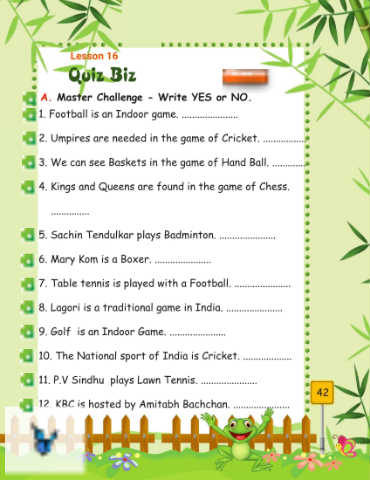 Lesson 16
Quiz Biz
A. Master Challenge - Write YES or NO.
1. Football is an Indoor game. .....................
2. Umpires are needed in the game of Cricket. ................
3. We can see Baskets in the game of Hand Ball. .............
4. Kings and Queens are found in the game of Chess.
...............
5. Sachin Tendulkar plays Badminton. .....................
6. Mary Kom is a Boxer. .....................
7. Table tennis is played with a Football. .....................
8. Lagori is a traditional game in India. .....................
9. Golf is an Indoor Game. .....................
10. The National sport of India is Cricket. ..................
11. P.V Sindhu plays Lawn Tennis. .....................
12. KBC is hosted by Amitabh Bachchan. .....................
42